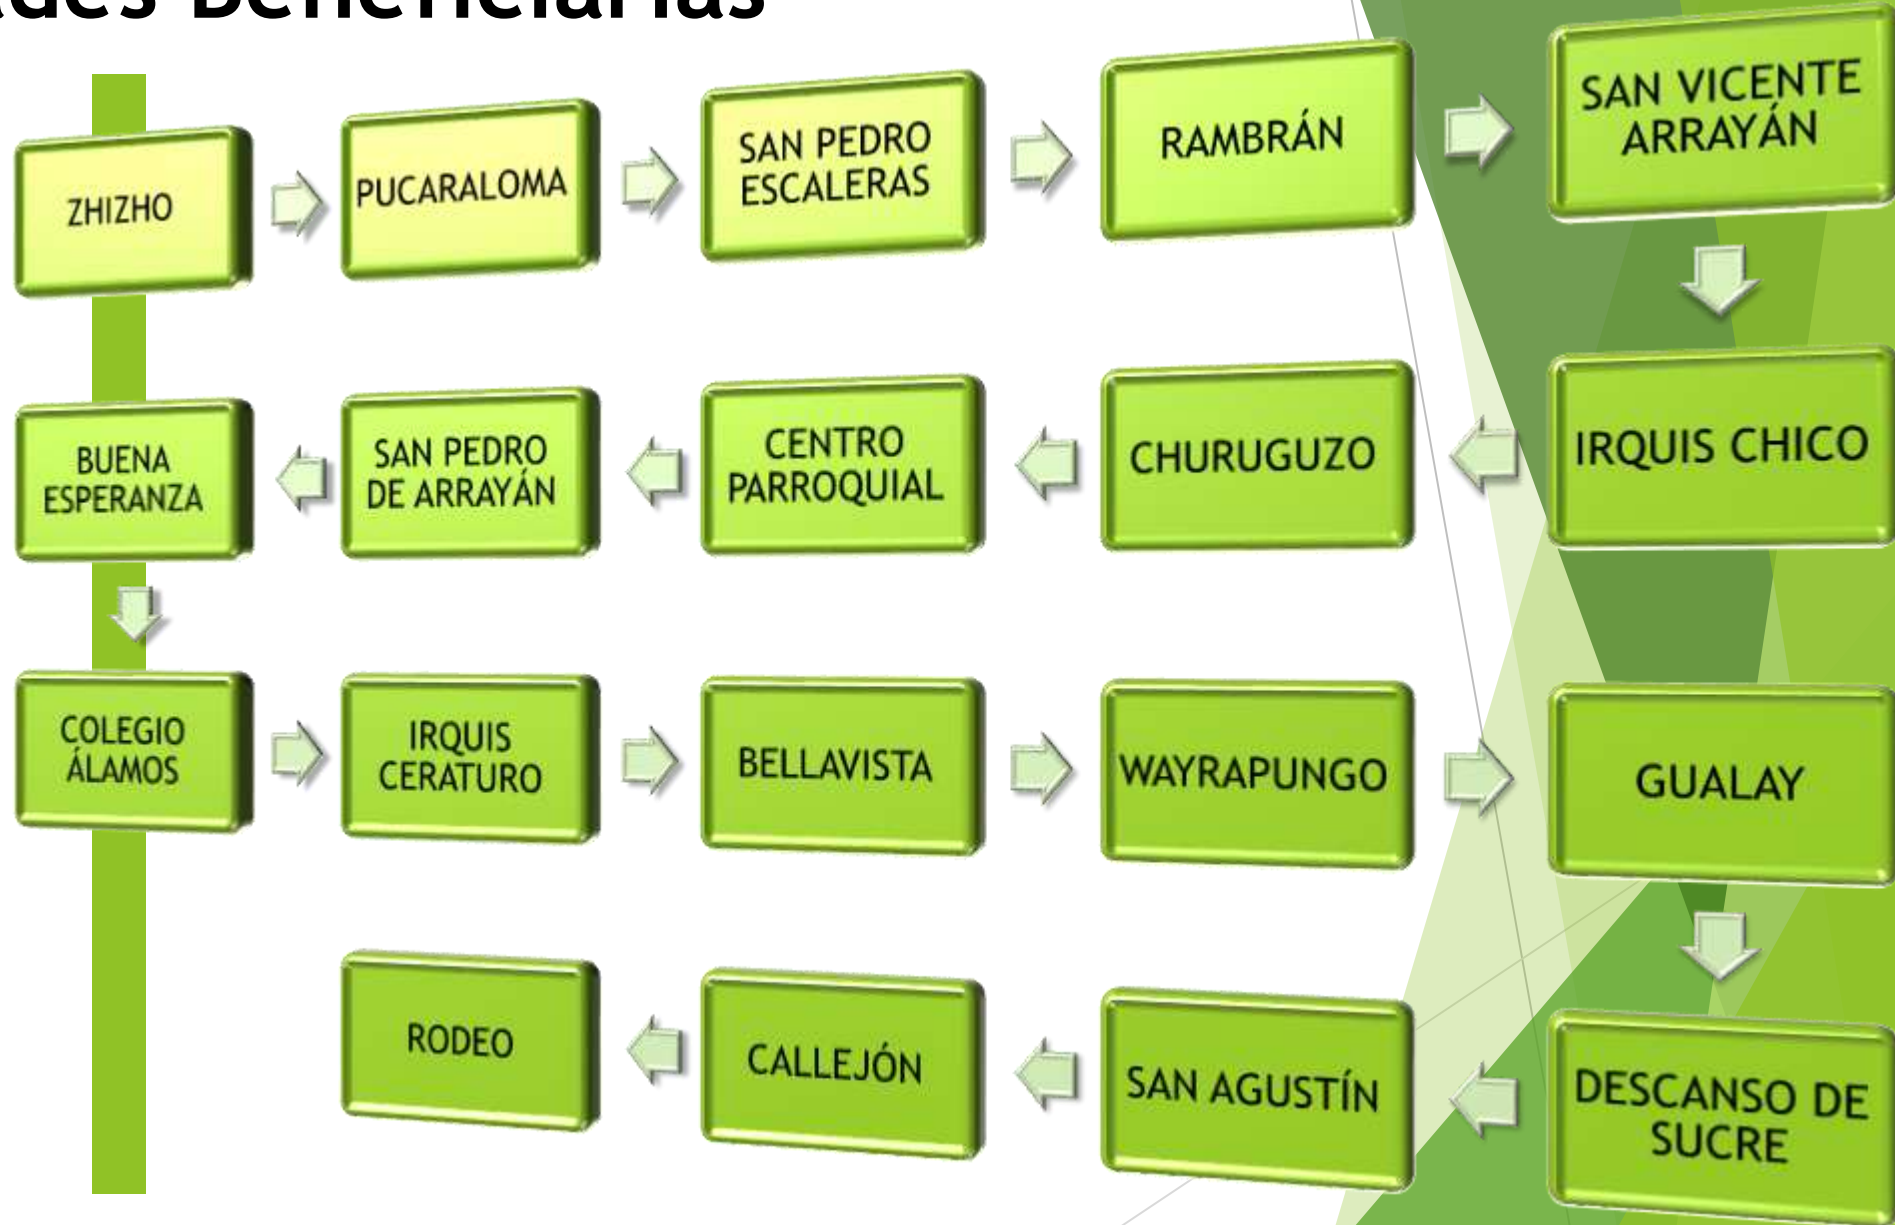 ades Beneficiarias
ZHIZHO
PUCARALOMA
SAN PEDRO
ESCALERAS
RAMBRÁN
SAN VICENTE
ARRAYÁN
IRQUIS CHICO
CHURUGUZO
CENTRO
PARROQUIAL
SAN PEDRO
DE ARRAYÁN
BUENA
ESPERANZA
COLEGIO
ÁLAMOS
IRQUIS
CERATURO
BELLAVISTA
WAYRAPUNGO
GUALAY
DESCANSO DE
SUCRE
SAN AGUSTÍN
CALLEJÓN
RODEO